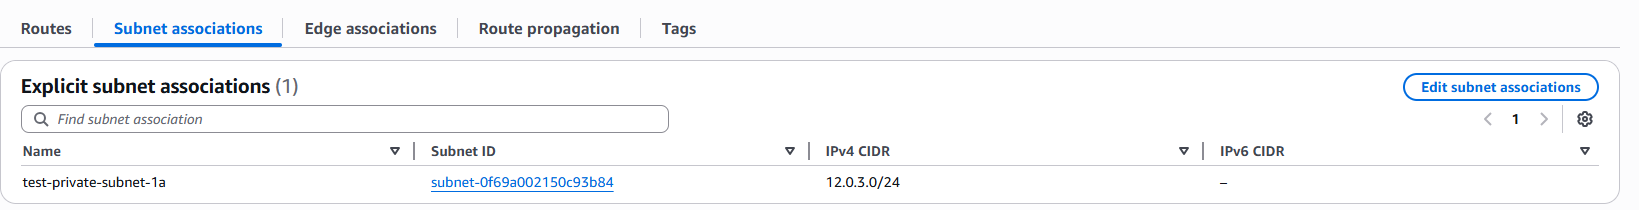 Routes Subnet associations Edge associations Route propagation Tags
Explicit subnet associations (1)
Edit subnet associations
Find subnet association
1
Name Subnet ID IPv4 CIDR IPv6 CIDR
test-private-subnet-1a subnet-0f69a002150c93b84 12.0.3.0/24 –